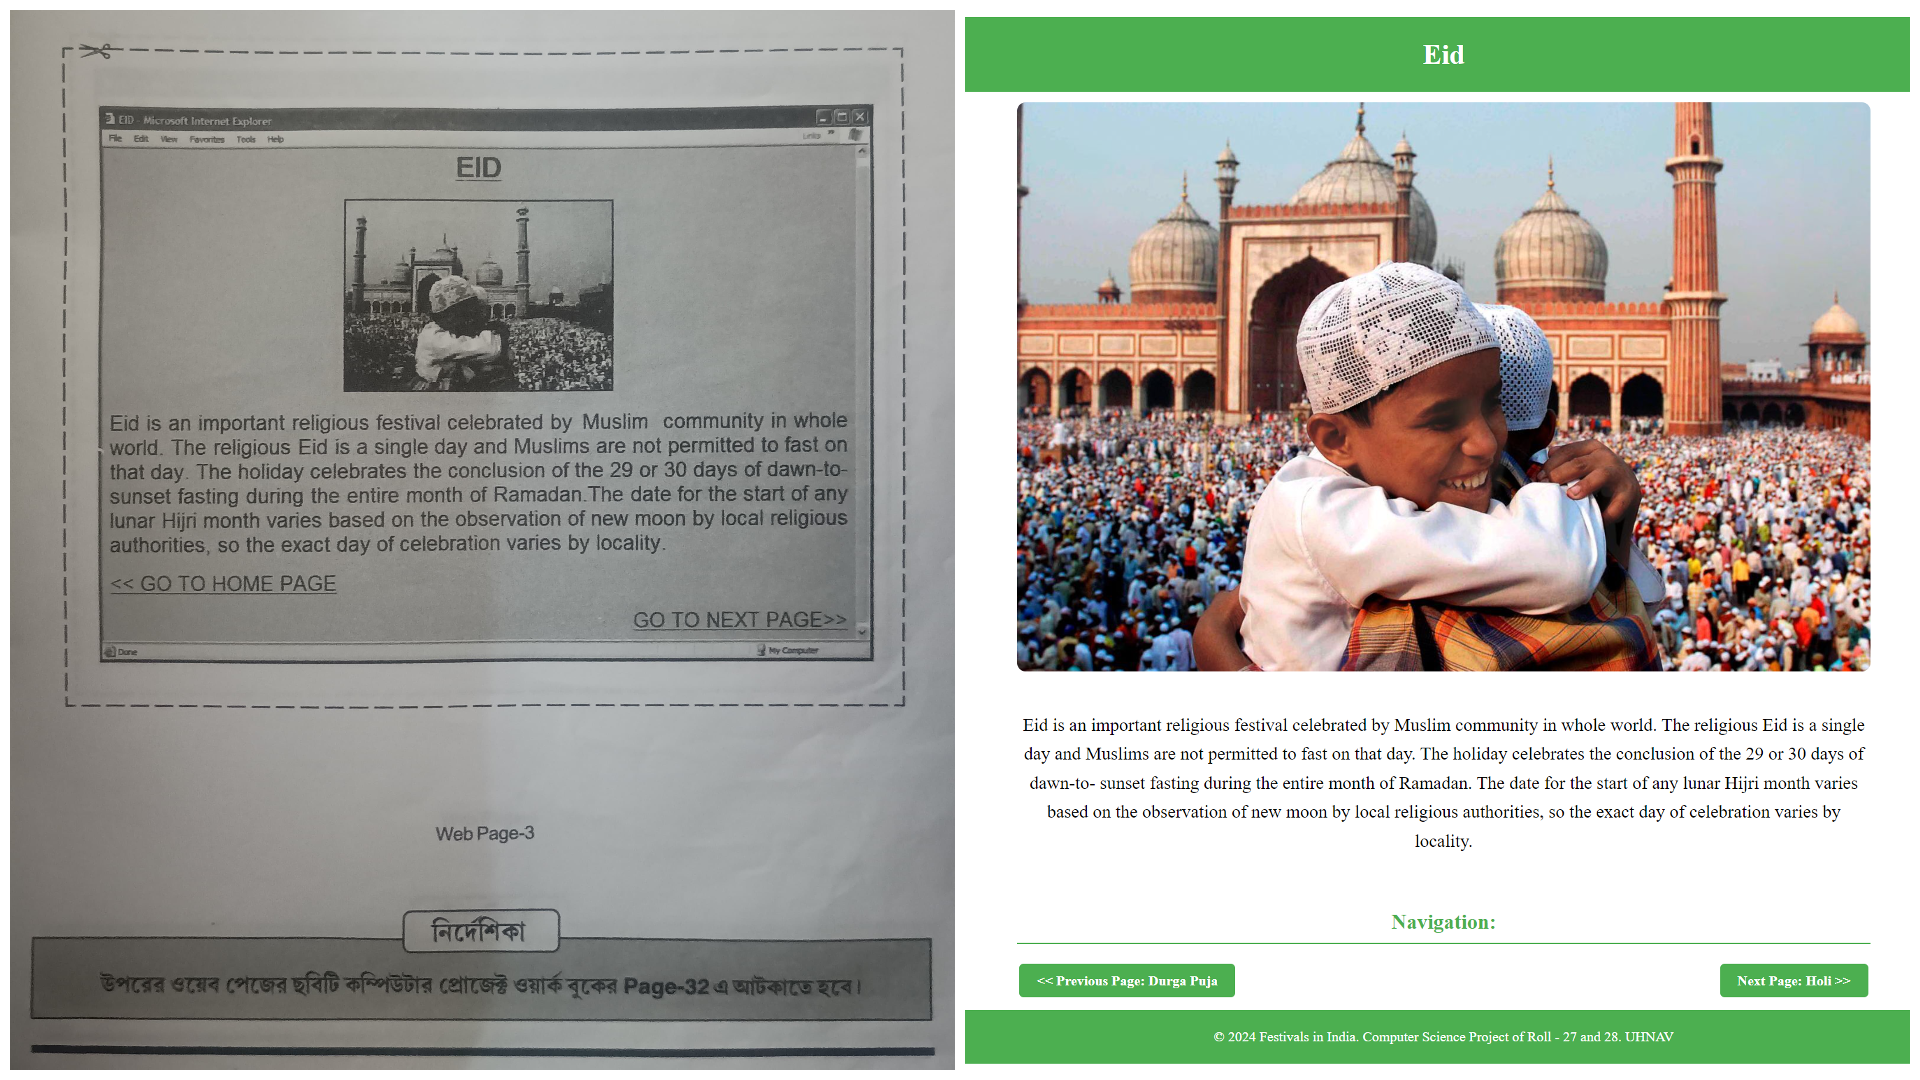 EID - Microsoft Internet Explorer
File Edit View Favorites Tools Help
Links »
EID
Eid is an important religious festival celebrated by Muslim community in whole
world. The religious Eid is a single day and Muslims are not permitted to fast on
that day. The holiday celebrates the conclusion of the 29 or 30 days of dawn-to-
sunset fasting during the entire month of Ramadan.The date for the start of any
lunar Hijri month varies based on the observation of new moon by local religious
authorities, so the exact day of celebration varies by locality.
<< GO TO HOME PAGE
GO TO NEXT PAGE>>
Done
My Computer
Web Page-3
নির্দেশিকা
উপরের ওয়েব পেজের ছবিটি কম্পিউটার প্রোজেক্ট ওয়ার্ক বুকের Page-32 এ আটকাতে হবে।
Eid
Eid is an important religious festival celebrated by Muslim community in whole world. The religious Eid is a single
day and Muslims are not permitted to fast on that day. The holiday celebrates the conclusion of the 29 or 30 days of
dawn-to- sunset fasting during the entire month of Ramadan. The date for the start of any lunar Hijri month varies
based on the observation of new moon by local religious authorities, so the exact day of celebration varies by
locality.
Navigation:
<< Previous Page: Durga Puja
Next Page: Holi >>
© 2024 Festivals in India. Computer Science Project of Roll - 27 and 28. UHNAV